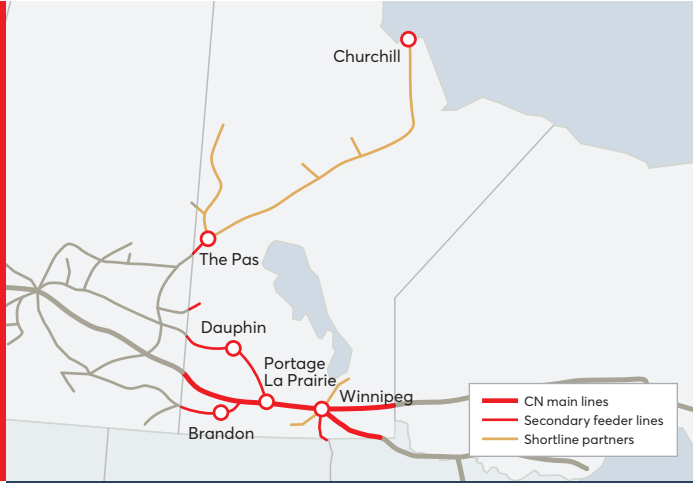 Churchill
The Pas
Dauphin
Portage
La Prairie
Winnipeg
Brandon
CN main lines
Secondary feeder lines
Shortline partners